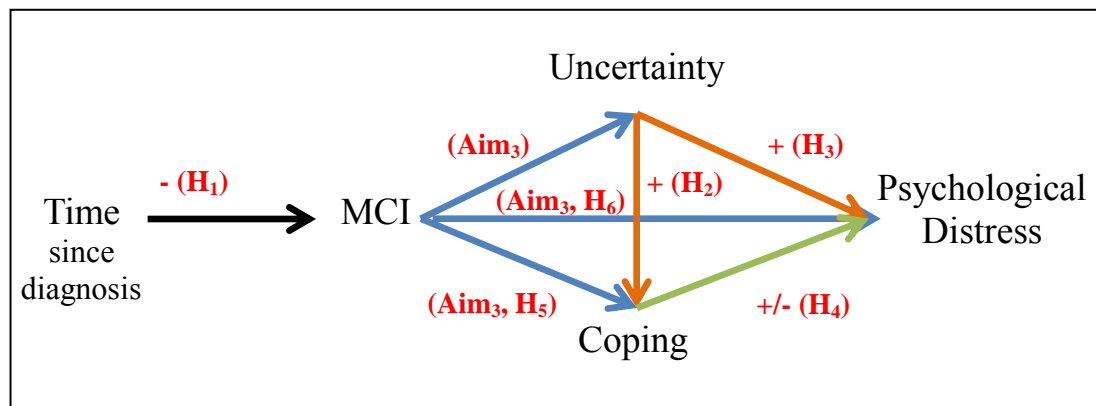 Uncertainty
(Aim₃)
+ (H₃)
- (H₁)
+ (H₂)
Time
since
diagnosis
MCI
(Aim₃, H₆)
Psychological
Distress
(Aim₃, H₅)
+/- (H₄)
Coping